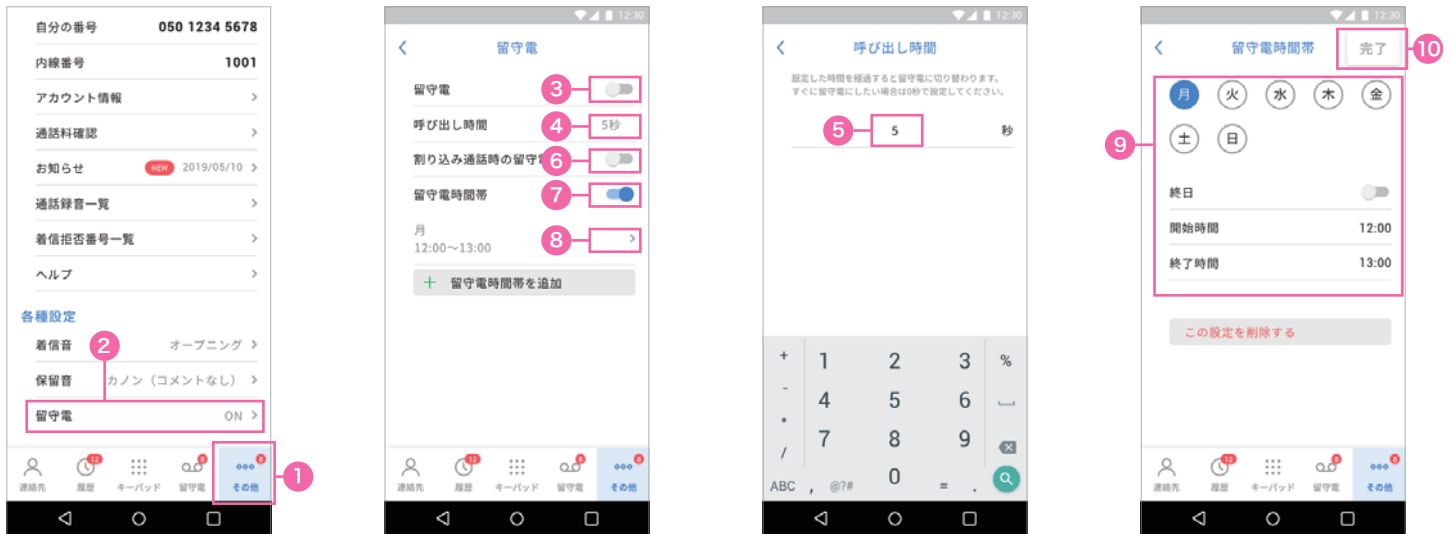 自分の番号 050 1234 5678
内線番号 1001
アカウント情報
通話料確認
お知らせ NEW 2019/05/10
通話録音一覧
着信拒否番号一覧
ヘルプ
各種設定
着信音 オープニング
2
保留音 カノン（コメントなし）
留守電 ON
連絡先 履歴 12 キーパッド 留守電 8 その他 8
1
12:30
留守電
留守電 3
呼び出し時間 4 5秒
割り込み通話時の留守電 6
留守電時間帯 7
月
12:00～13:00 8
＋ 留守電時間帯を追加
連絡先 履歴 12 キーパッド 留守電 8 その他 8
12:30
呼び出し時間
設定した時間を経過すると留守電に切り替わります。
すぐに留守電にしたい場合は0秒で設定してください。
5 5 秒
+ 1 2 3 %
- 4 5 6
* 7 8 9
/
ABC , @?# 0 = .
12:30
留守電時間帯 完了 10
月 火 水 木 金
土 日
9
終日
開始時間 12:00
終了時間 13:00
この設定を削除する
連絡先 履歴 12 キーパッド 留守電 8 その他 8